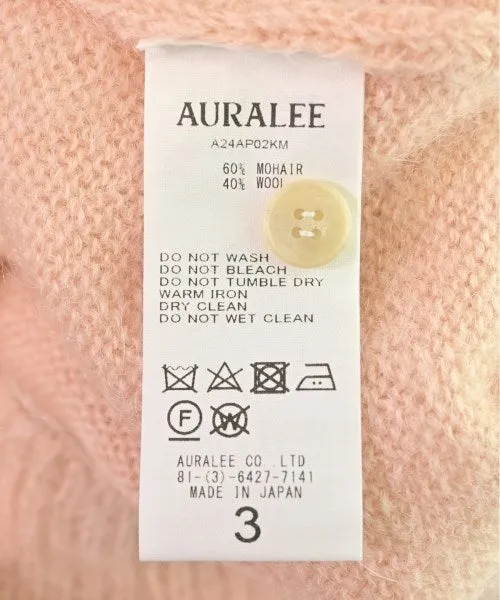 AURALEE
A24AP02KM
60% MOHAIR
40% WOOL
DO NOT WASH
DO NOT BLEACH
DO NOT TUMBLE DRY
WARM IRON
DRY CLEAN
DO NOT WET CLEAN
F W
AURALEE CO.,LTD
81-(3)-6427-7141
MADE IN JAPAN
3